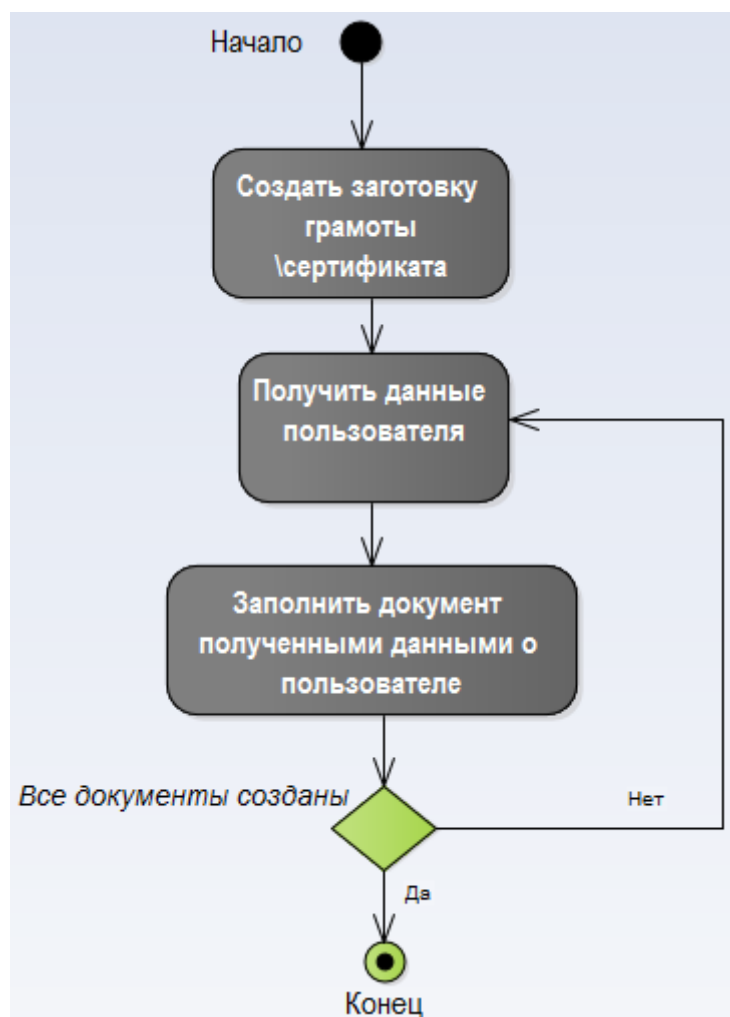 Начало
Создать заготовку
грамоты
\сертификата
Получить данные
пользователя
Заполнить документ
полученными данными о
пользователе
Все документы созданы
Нет
Да
Конец